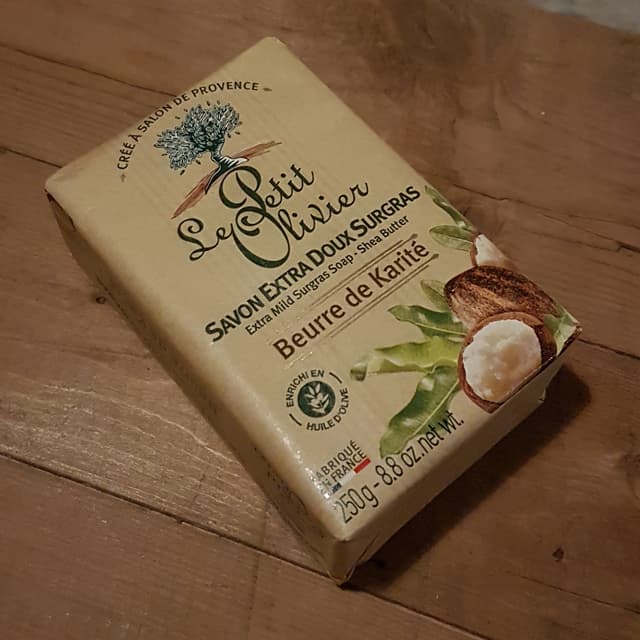 CRÉÉ À SALON DE PROVENCE
Le Petit
Olivier
SAVON EXTRA DOUX SURGRAS
Extra Mild Surgras Soap - Shea Butter
Beurre de Karité
ENRICHI EN
HUILE D'OLIVE
FABRIQUÉ
EN FRANCE
250g - 8.8 oz. net wt.